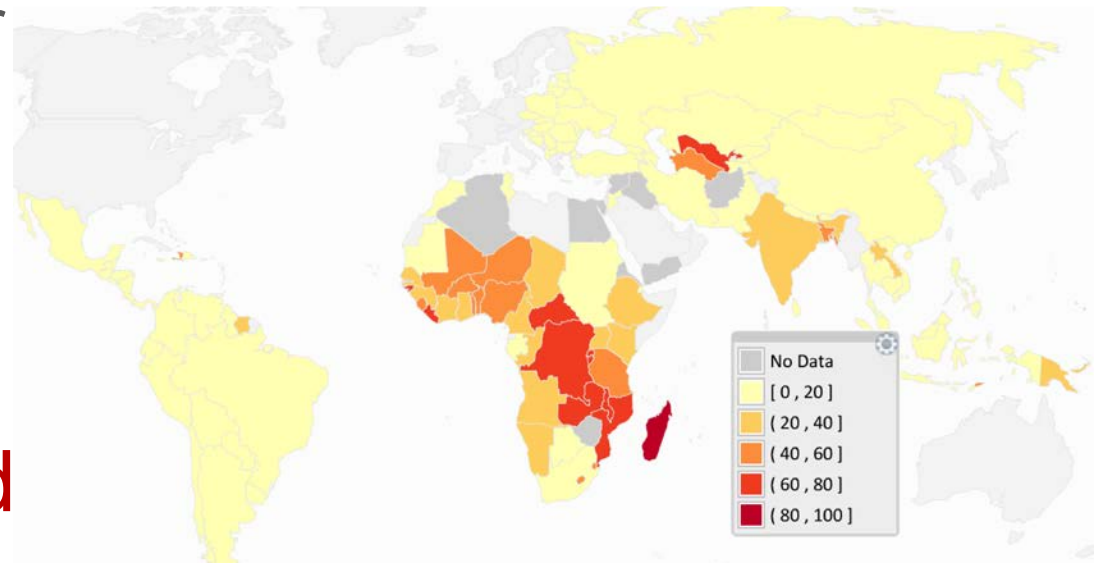 d
No Data
[ 0 , 20 ]
( 20 , 40 ]
( 40 , 60 ]
( 60 , 80 ]
( 80 , 100 ]